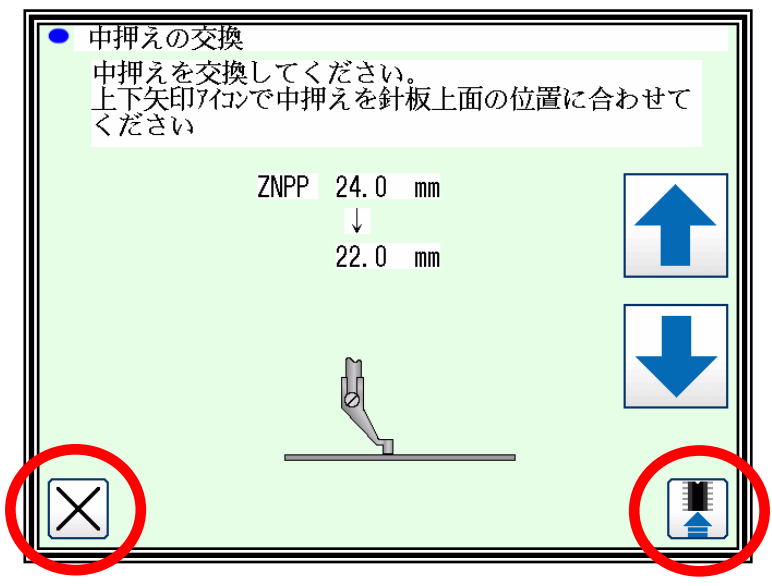 中押えの交換
中押えを交換してください。
上下矢印ｱｲｺﾝで中押えを針板上面の位置に合わせて
ください
ZNPP 24.0 mm
↓
22.0 mm